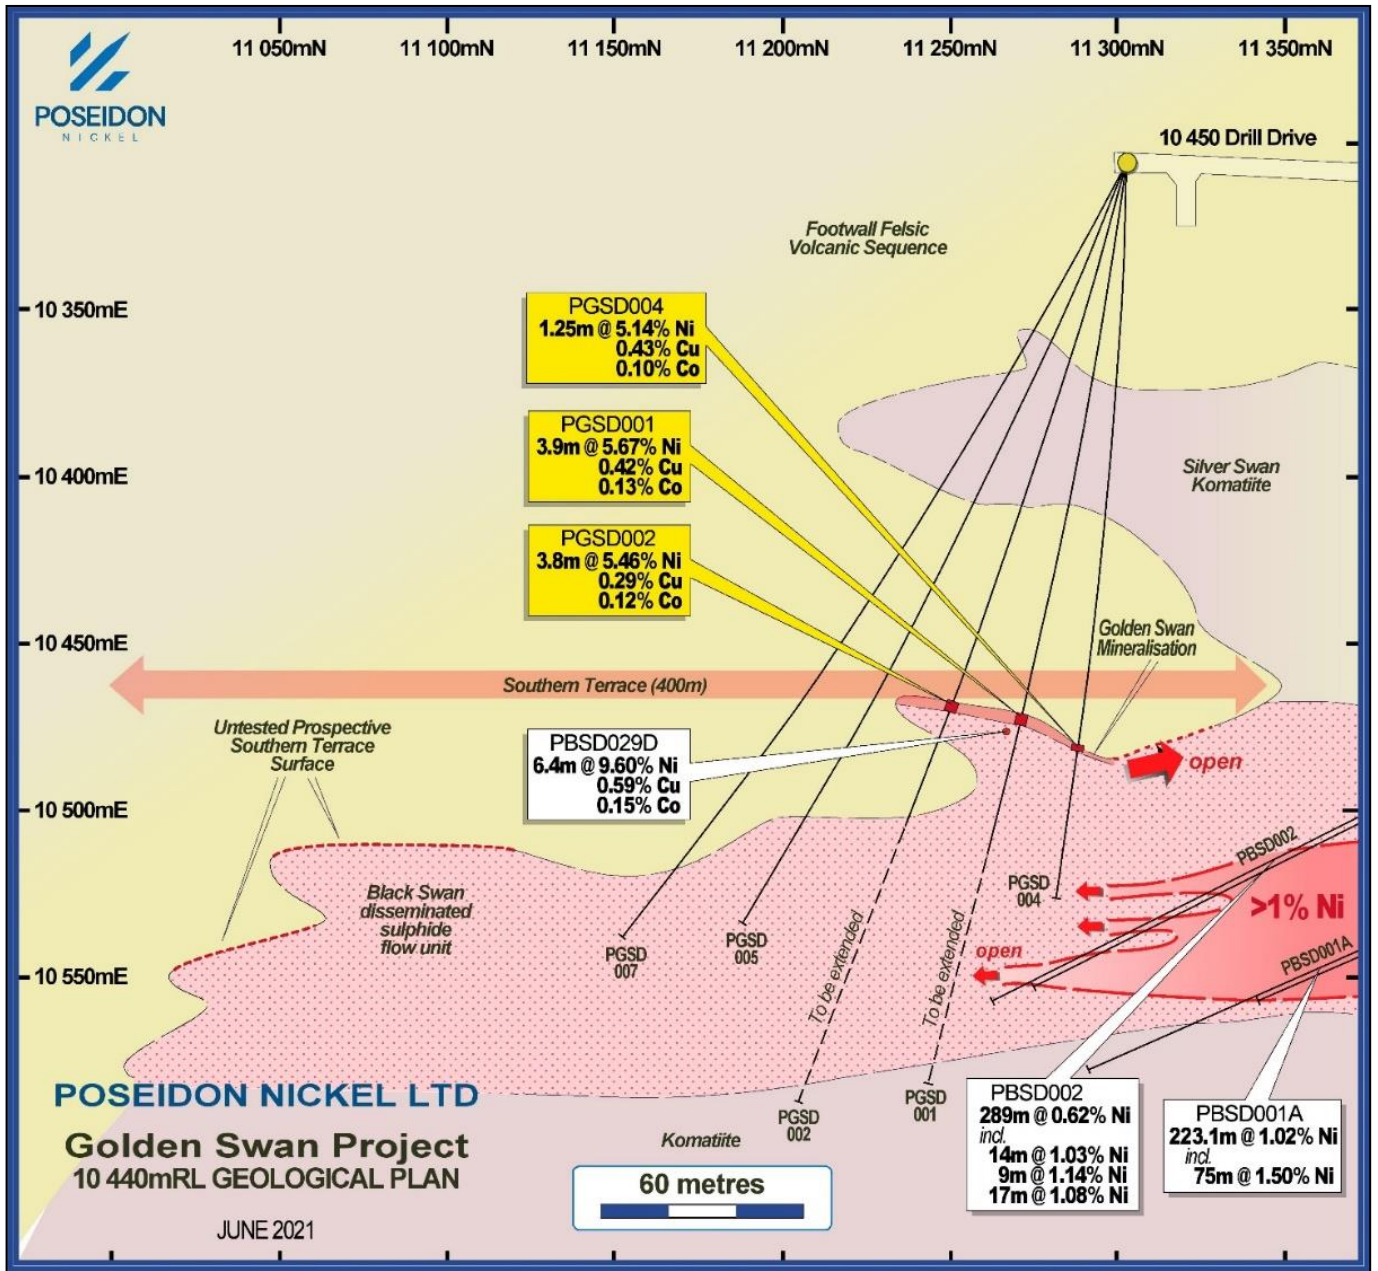 11 050mN
11 100mN
11 150mN
11 200mN
11 250mN
11 300mN
11 350mN
POSEIDON
NICKEL
10 450 Drill Drive
Footwall Felsic
Volcanic Sequence
10 350mE
PGSD004
1.25m @ 5.14% Ni
0.43% Cu
0.10% Co
PGSD001
3.9m @ 5.67% Ni
0.42% Cu
0.13% Co
10 400mE
Silver Swan
Komatiite
PGSD002
3.8m @ 5.46% Ni
0.29% Cu
0.12% Co
10 450mE
Golden Swan
Mineralisation
Southern Terrace (400m)
Untested Prospective
Southern Terrace
Surface
PBSD029D
6.4m @ 9.60% Ni
0.59% Cu
0.15% Co
open
10 500mE
PBSD002
Black Swan
disseminated
sulphide
flow unit
PGSD
004
>1% Ni
PGSD
007
PGSD
005
To be extended
To be extended
open
PBSD001A
10 550mE
POSEIDON NICKEL LTD
Golden Swan Project
10 440mRL GEOLOGICAL PLAN
JUNE 2021
PGSD
002
PGSD
001
Komatiite
60 metres
PBSD002
289m @ 0.62% Ni
incl.
14m @ 1.03% Ni
9m @ 1.14% Ni
17m @ 1.08% Ni
PBSD001A
223.1m @ 1.02% Ni
incl.
75m @ 1.50% Ni